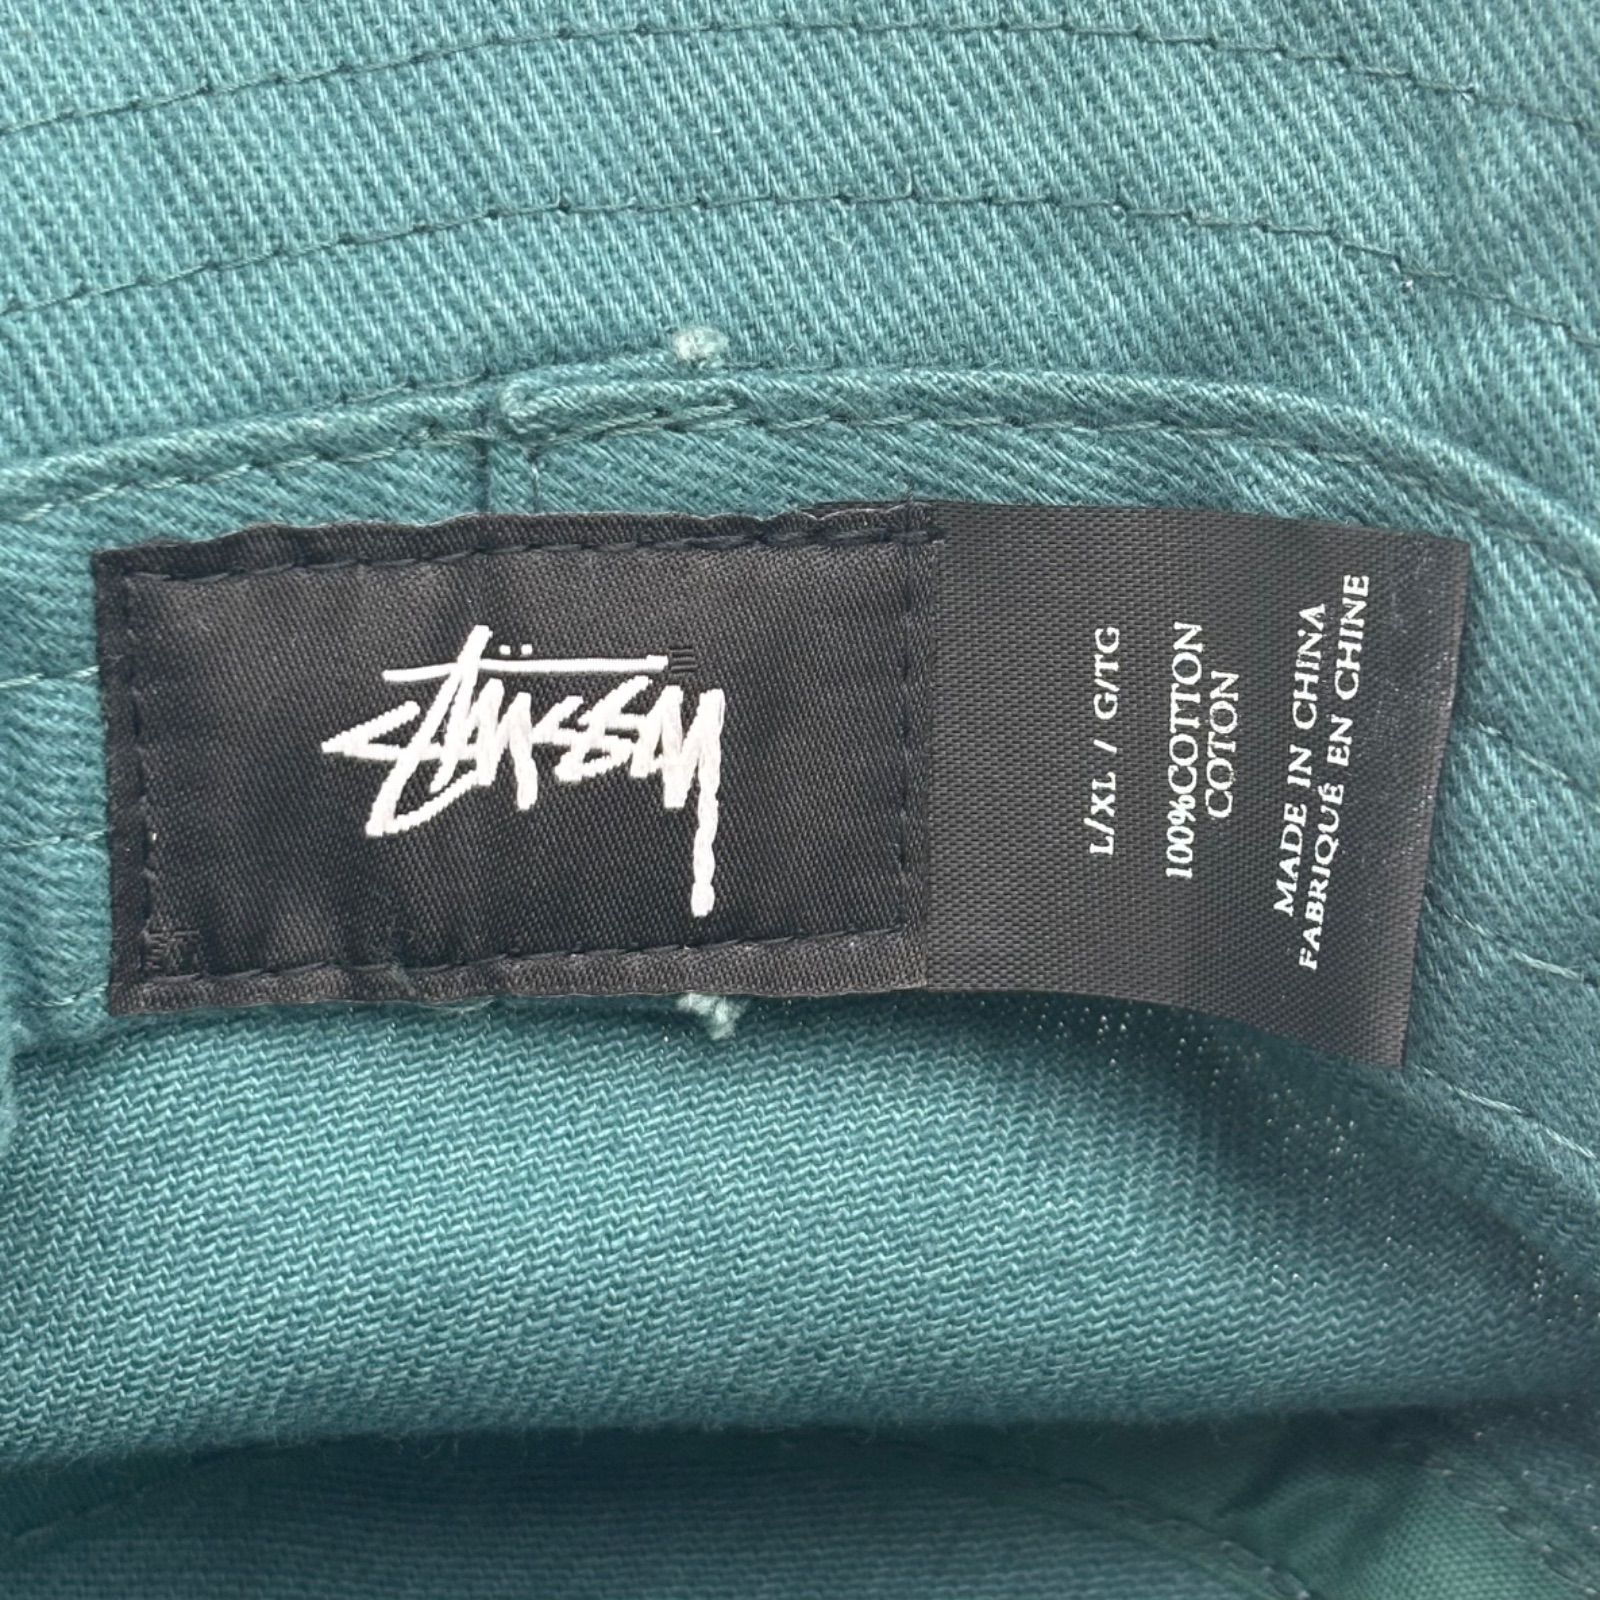 Stüssy
L/XL / G/TG
100%COTTON
COTON
MADE IN CHINA
FABRIQUÉ EN CHINE